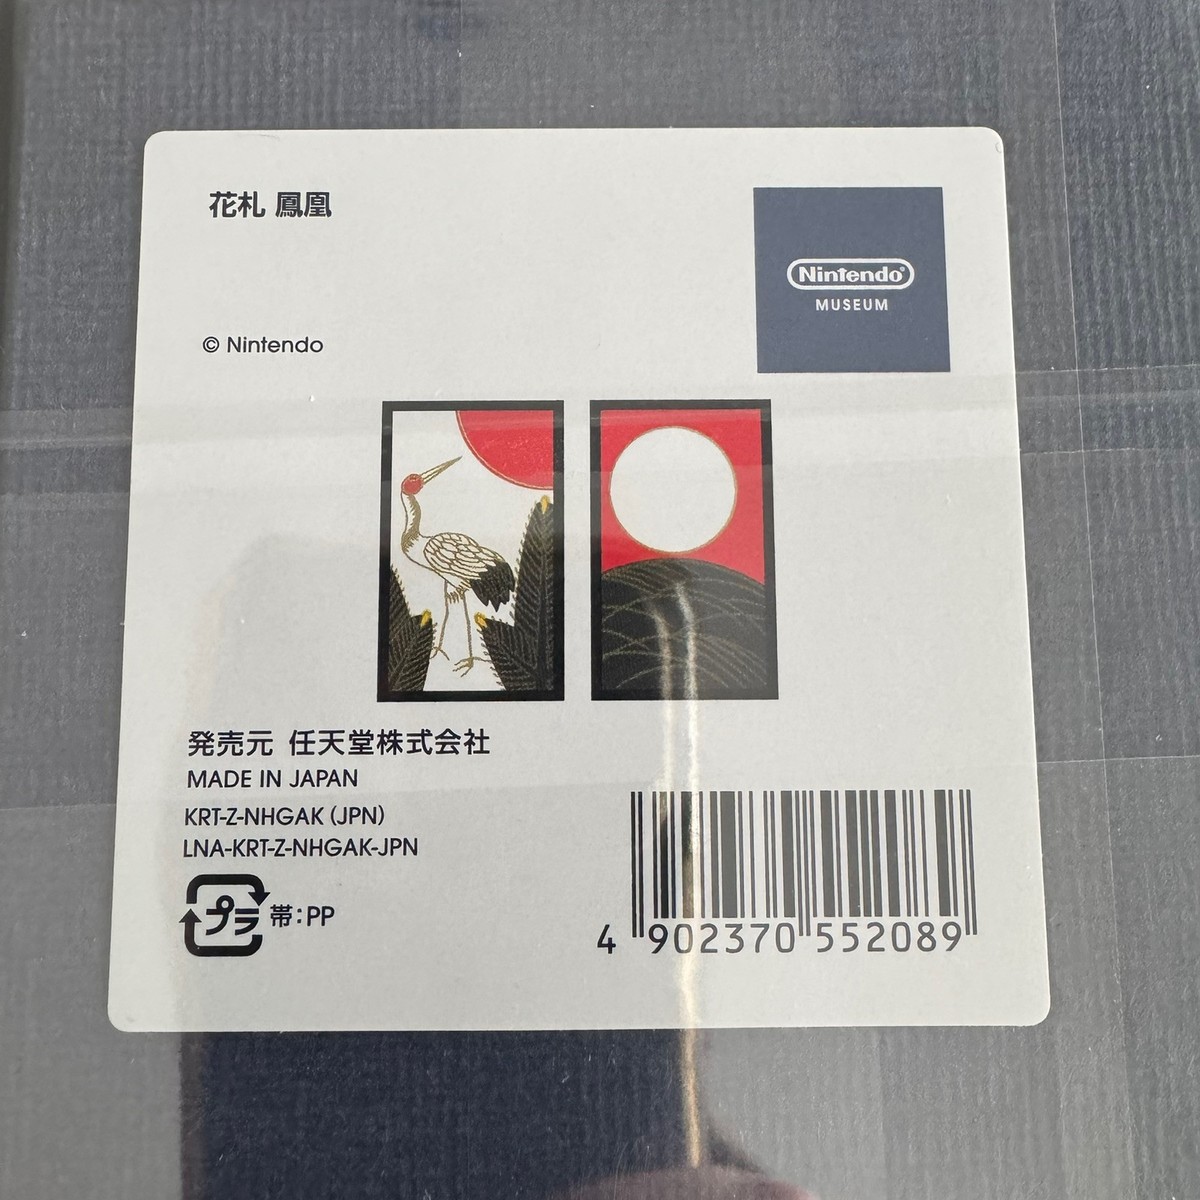 花札 鳳凰
Nintendo®
MUSEUM
© Nintendo
発売元 任天堂株式会社
MADE IN JAPAN
KRT-Z-NHGAK (JPN)
LNA-KRT-Z-NHGAK-JPN
プラ 帯:PP
4 902370 552089